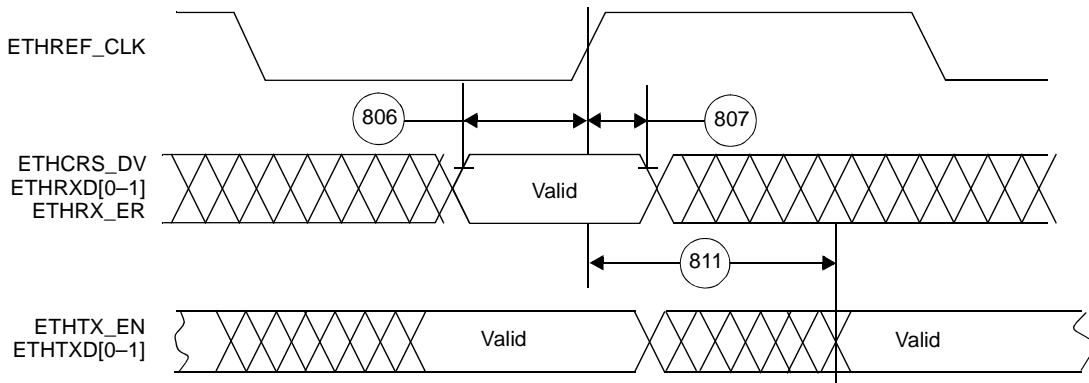 ETHREF_CLK
806
807
ETHCRS_DV
ETHRXD[0–1]
ETHRX_ER
Valid
811
ETHTX_EN
ETHTXD[0–1]
Valid
Valid